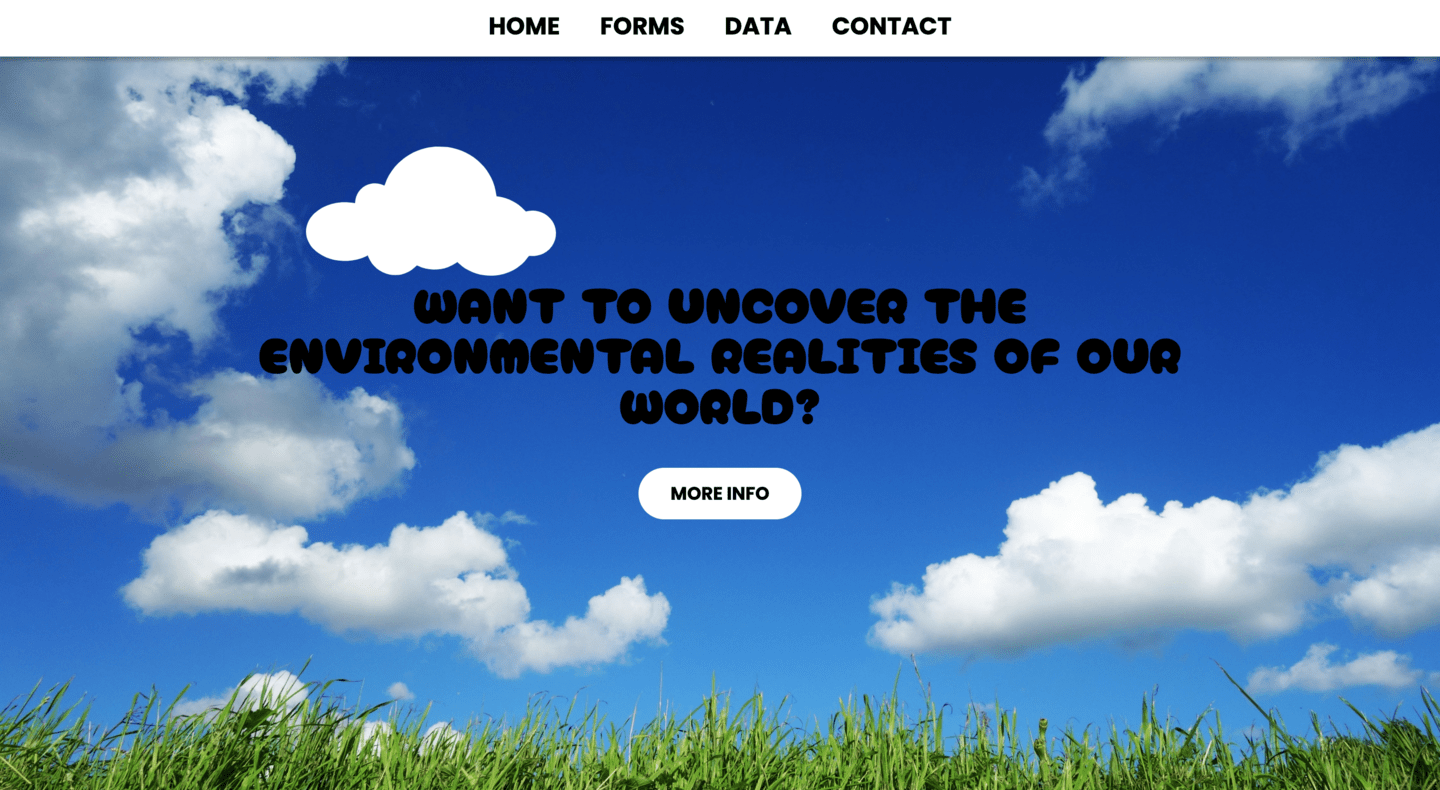 HOME FORMS DATA CONTACT
WANT TO UNCOVER THE
ENVIRONMENTAL REALITIES OF OUR
WORLD?
MORE INFO